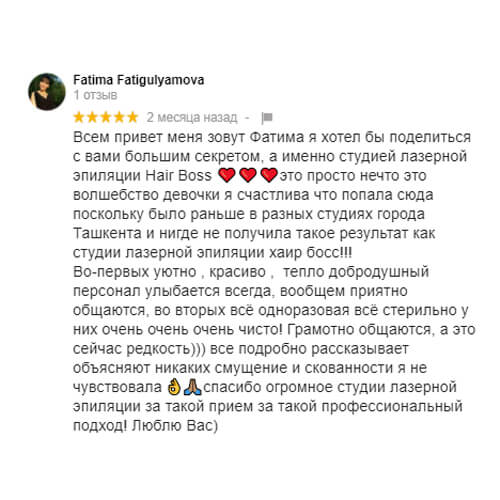 Fatima Fatigulyamova
1 отзыв
2 месяца назад -
Всем привет меня зовут Фатима я хотел бы поделиться
с вами большим секретом, а именно студией лазерной
эпиляции Hair Boss ❤❤❤это просто нечто это
волшебство девочки я счастлива что попала сюда
поскольку было раньше в разных студиях города
Ташкента и нигде не получила такое результат как
студии лазерной эпиляции хаир босс!!!
Во-первых уютно , красиво , тепло добродушный
персонал улыбается всегда, вообщем приятно
общаются, во вторых всё одноразовая всё стерильно у
них очень очень очень чисто! Грамотно общаются, а это
сейчас редкость))) все подробно рассказывает
объясняют никаких смущение и скованности я не
чувствовала 👌🙏🏽спасибо огромное студии лазерной
эпиляции за такой прием за такой профессиональный
подход! Люблю Вас)